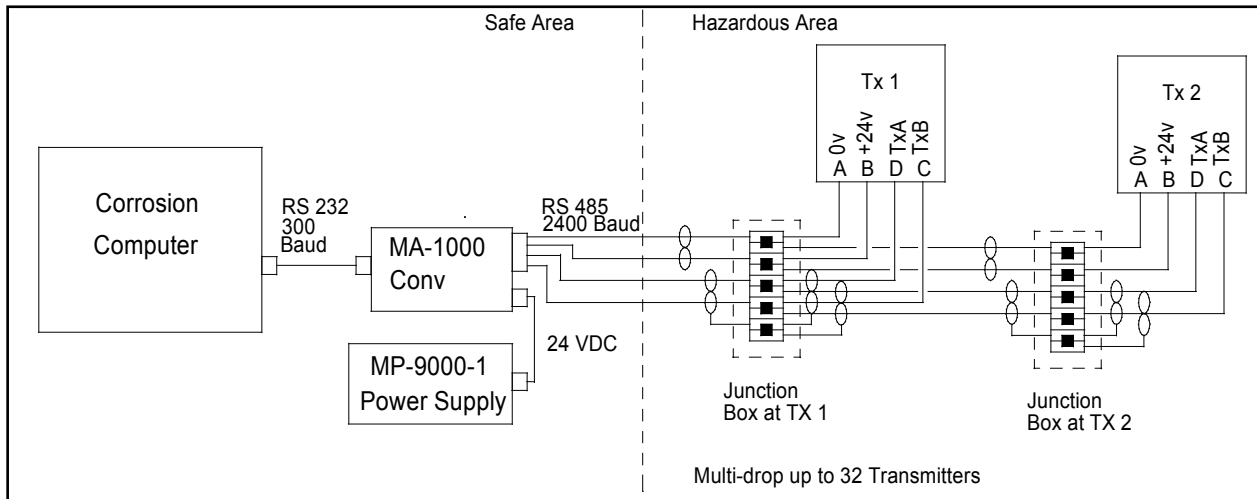 Safe Area
Hazardous Area
Tx 1
0v
+24v
TxA
TxB
A B D C
Tx 2
0v
+24v
TxA
TxB
A B D C
Corrosion
Computer
RS 232
300
Baud
MA-1000
Conv
RS 485
2400 Baud
24 VDC
MP-9000-1
Power Supply
Junction
Box at TX 1
Junction
Box at TX 2
Multi-drop up to 32 Transmitters